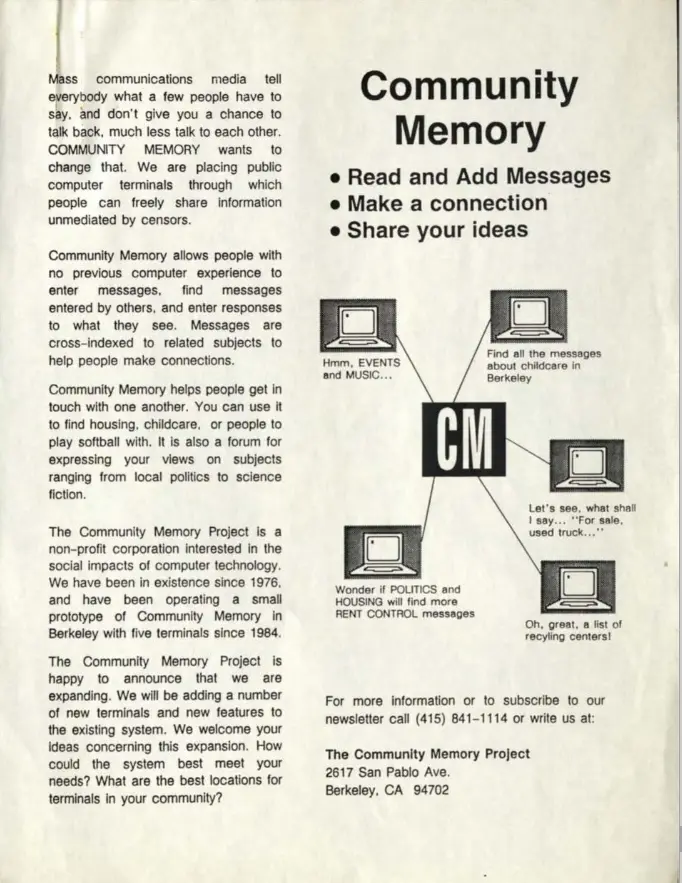 Mass communications media tell
everybody what a few people have to
say, and don't give you a chance to
talk back, much less talk to each other.
COMMUNITY MEMORY wants to
change that. We are placing public
computer terminals through which
people can freely share information
unmediated by censors.
Community Memory allows people with
no previous computer experience to
enter messages, find messages
entered by others, and enter responses
to what they see. Messages are
cross-indexed to related subjects to
help people make connections.
Community Memory helps people get in
touch with one another. You can use it
to find housing, childcare, or people to
play softball with. It is also a forum for
expressing your views on subjects
ranging from local politics to science
fiction.
The Community Memory Project is a
non-profit corporation interested in the
social impacts of computer technology.
We have been in existence since 1976,
and have been operating a small
prototype of Community Memory in
Berkeley with five terminals since 1984.
The Community Memory Project is
happy to announce that we are
expanding. We will be adding a number
of new terminals and new features to
the existing system. We welcome your
ideas concerning this expansion. How
could the system best meet your
needs? What are the best locations for
terminals in your community?
Community
Memory
• Read and Add Messages
• Make a connection
• Share your ideas
Hmm, EVENTS
and MUSIC...
Find all the messages
about childcare in
Berkeley
CM
Let's see, what shall
I say... "For sale,
used truck..."
Wonder if POLITICS and
HOUSING will find more
RENT CONTROL messages
Oh, great, a list of
recyling centers!
For more information or to subscribe to our
newsletter call (415) 841-1114 or write us at:
The Community Memory Project
2617 San Pablo Ave.
Berkeley, CA 94702